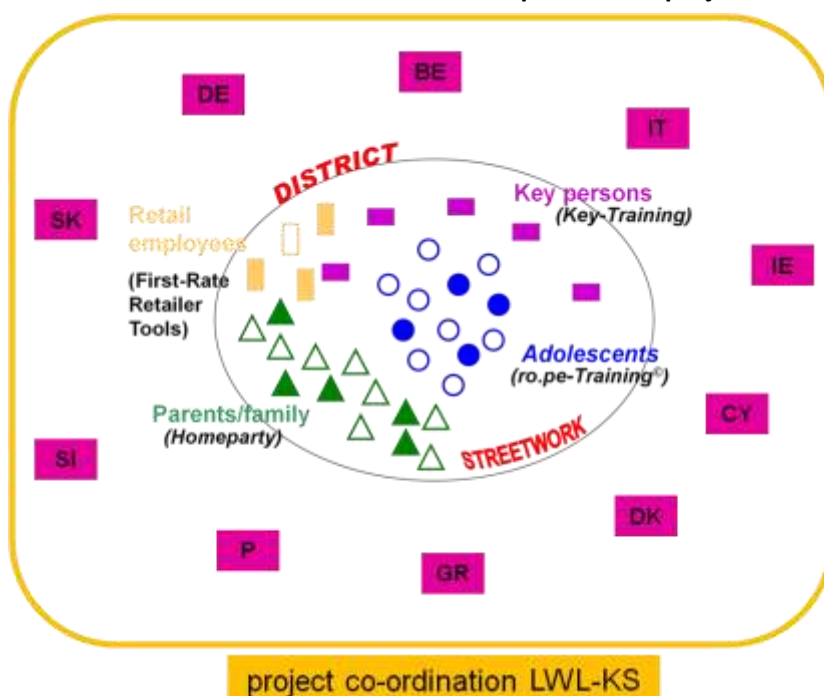 BE
DE
IT
DISTRICT
Key persons
(Key-Training)
SK
Retail
employees
(First-Rate
Retailer
Tools)
IE
Adolescents
(ro.pe-Training©)
Parents/family
(Homeparty)
STREETWORK
CY
SI
DK
P
GR
project co-ordination LWL-KS